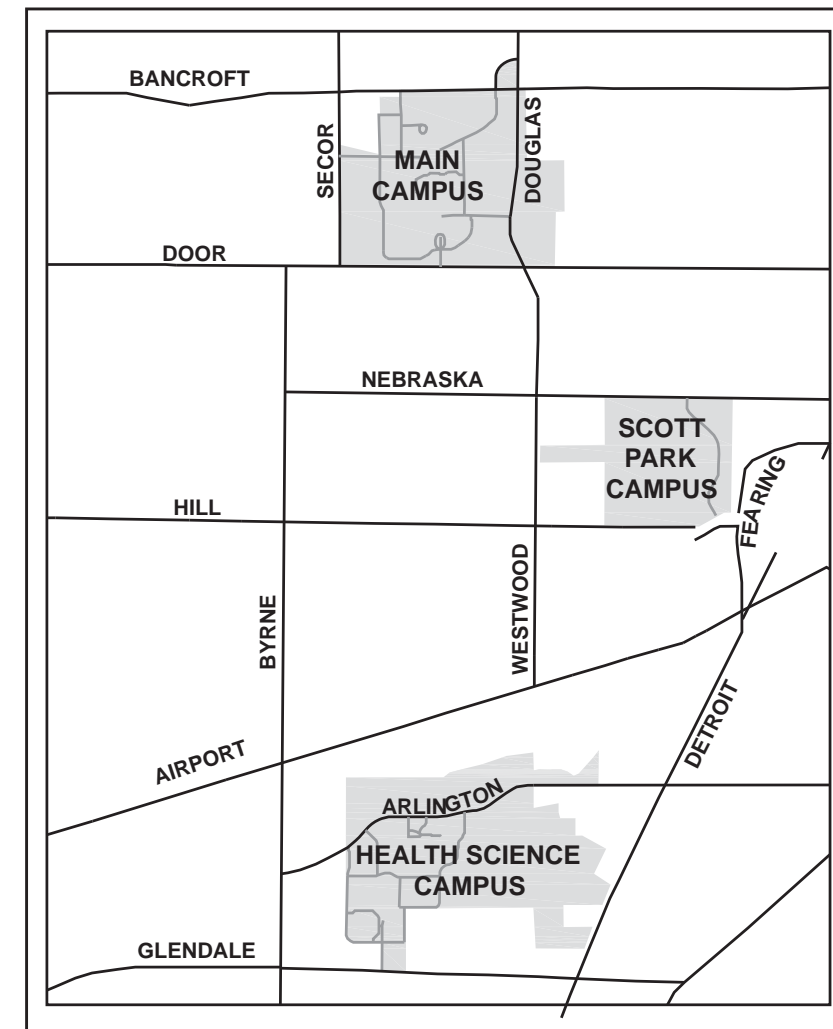 BANCROFT
SECOR
DOUGLAS
MAIN
CAMPUS
DOOR
NEBRASKA
SCOTT
PARK
CAMPUS
FEARING
HILL
BYRNE
WESTWOOD
AIRPORT
DETROIT
ARLINGTON
HEALTH SCIENCE
CAMPUS
GLENDALE